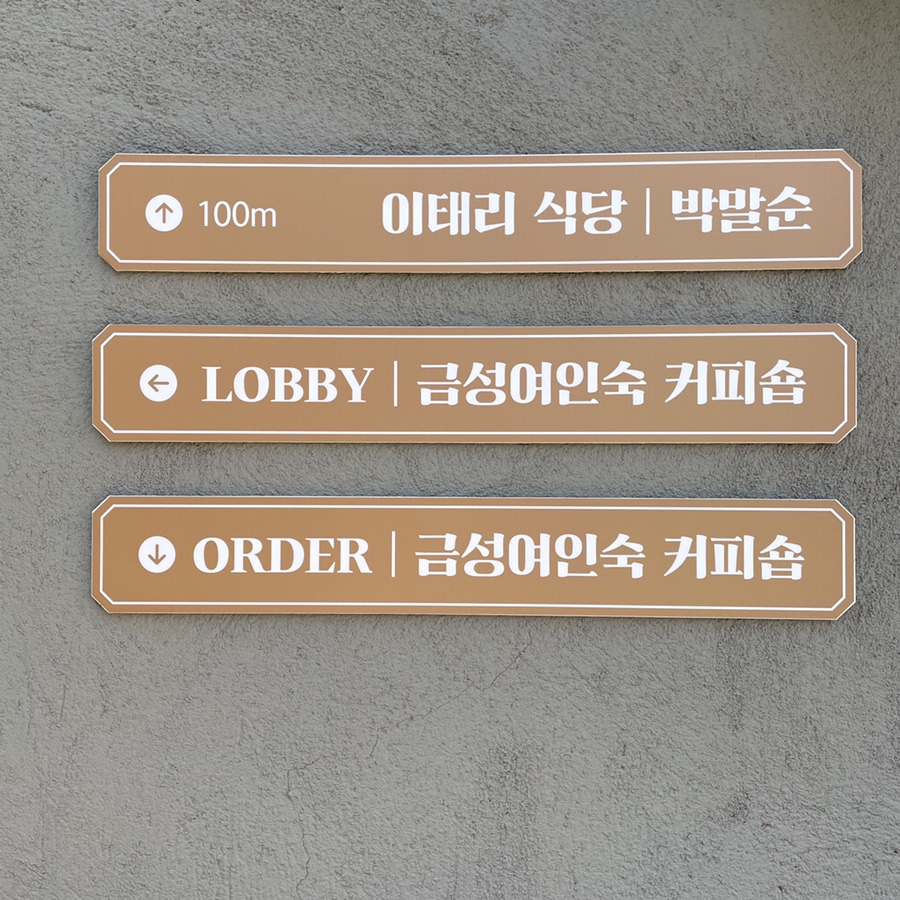 ↑ 100m 이태리 식당 | 박말순
← LOBBY | 금성여인숙 커피숍
↓ ORDER | 금성여인숙 커피숍